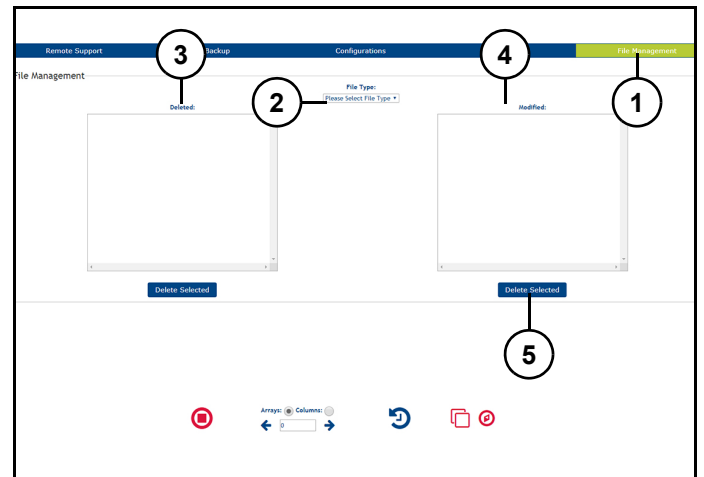 Remote Support Backup Configurations File Management
File Management
File Type:
Please Select File Type
Deleted:
Modified:
Delete Selected
Delete Selected
Arrays: Columns:
0
1
2
3
4
5